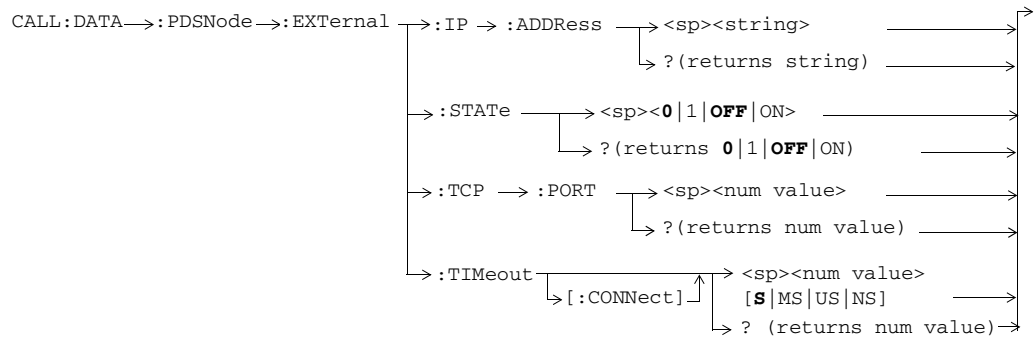 CALL:DATA :PDSNode :EXTernal :IP :ADDRess <sp><string>
?(returns string)
:STATe <sp><0|1|OFF|ON>
?(returns 0|1|OFF|ON)
:TCP :PORT <sp><num value>
?(returns num value)
:TIMeout <sp><num value>
[:CONNect] [S|MS|US|NS]
? (returns num value)